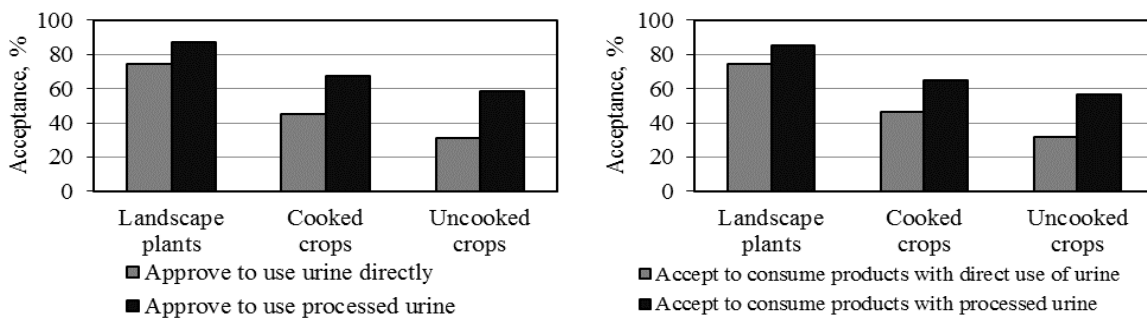 Acceptance, %
100
80
60
40
20
0
Landscape plants
Cooked crops
Uncooked crops
Approve to use urine directly
Approve to use processed urine
Acceptance, %
100
80
60
40
20
0
Landscape plants
Cooked crops
Uncooked crops
Accept to consume products with direct use of urine
Accept to consume products with processed urine